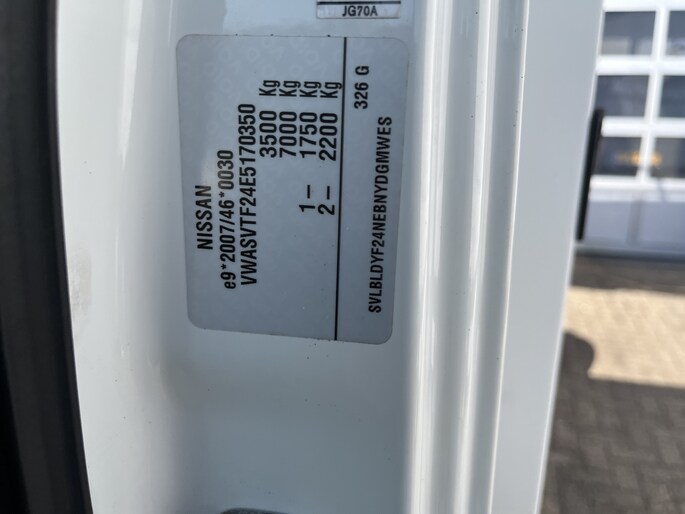 NISSAN
e9*2007/46*0030
VWASVTF24E5170350
3500 Kg
7000 Kg
1– 1750 Kg
2– 2200 Kg
326 G
SVLBLDYF24NEBNYDGMWES
JG70A